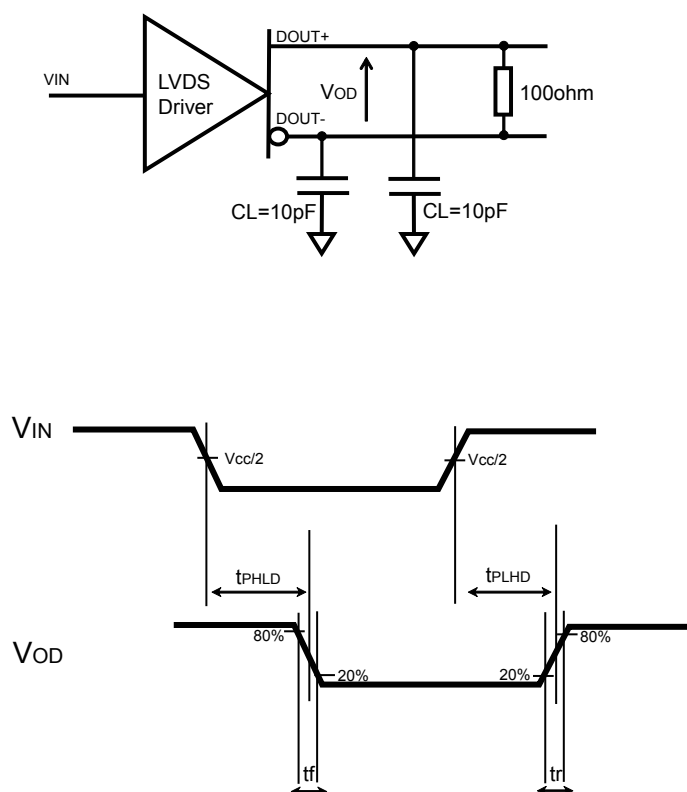 DOUT+
VIN
LVDS
Driver
VOD
100ohm
DOUT-
CL=10pF
CL=10pF
VIN
Vcc/2
Vcc/2
tPHLD
tPLHD
VOD
80%
20%
20%
80%
tf
tr